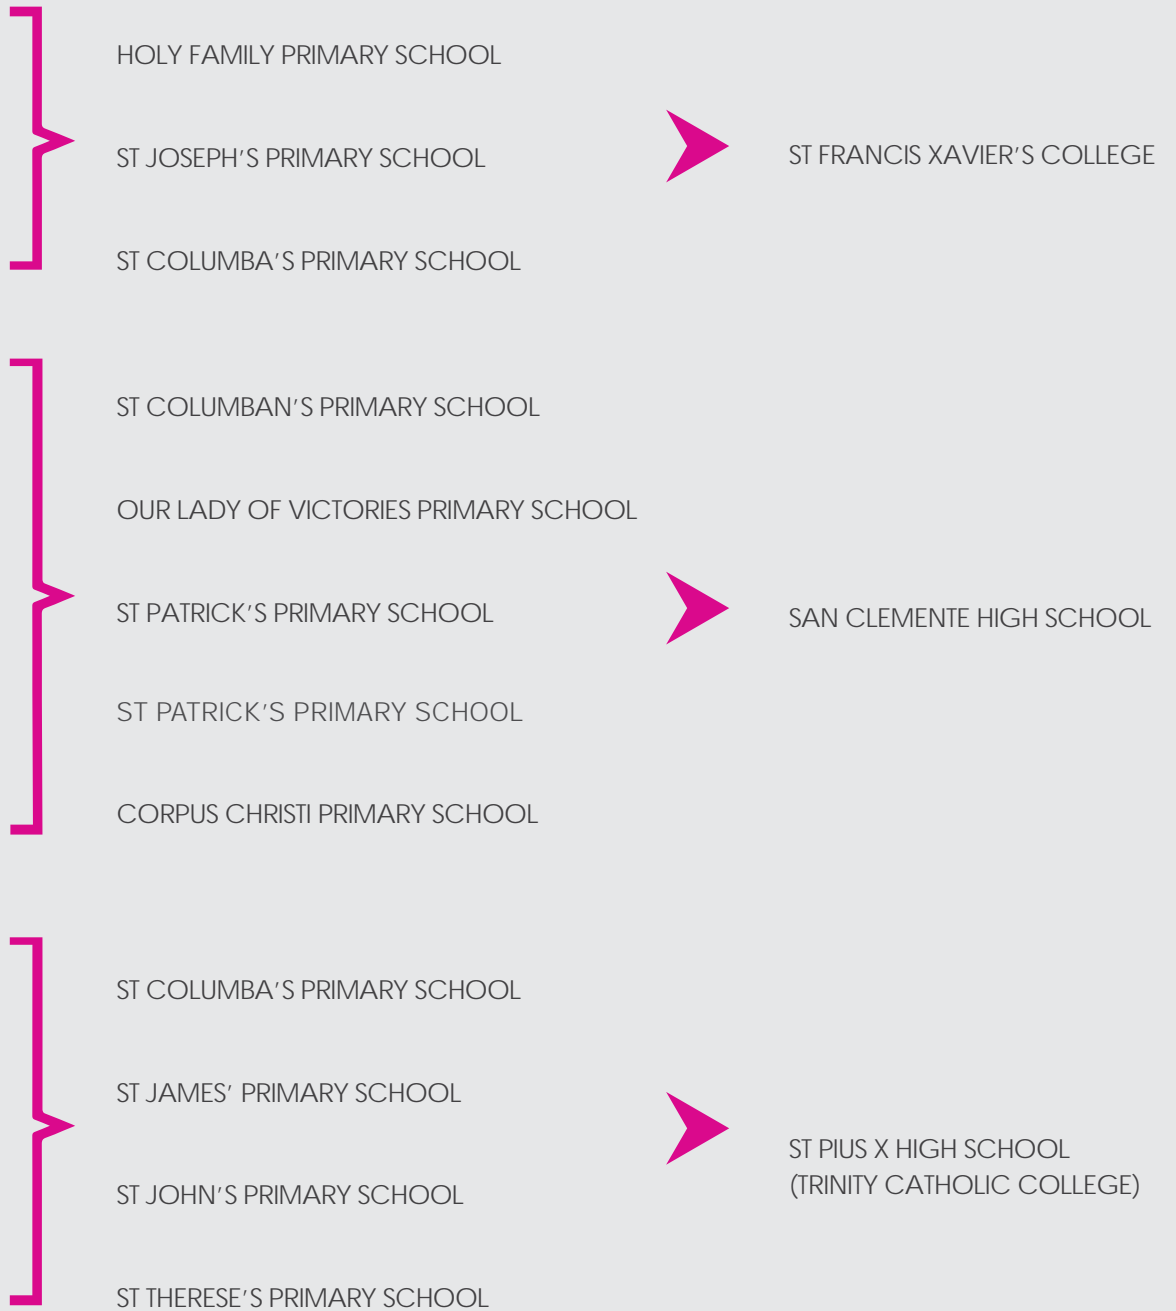 HOLY FAMILY PRIMARY SCHOOL
ST JOSEPH'S PRIMARY SCHOOL
ST COLUMBA'S PRIMARY SCHOOL
ST FRANCIS XAVIER'S COLLEGE
ST COLUMBAN'S PRIMARY SCHOOL
OUR LADY OF VICTORIES PRIMARY SCHOOL
ST PATRICK'S PRIMARY SCHOOL
ST PATRICK'S PRIMARY SCHOOL
CORPUS CHRISTI PRIMARY SCHOOL
SAN CLEMENTE HIGH SCHOOL
ST COLUMBA'S PRIMARY SCHOOL
ST JAMES' PRIMARY SCHOOL
ST JOHN'S PRIMARY SCHOOL
ST THERESE'S PRIMARY SCHOOL
ST PIUS X HIGH SCHOOL
(TRINITY CATHOLIC COLLEGE)